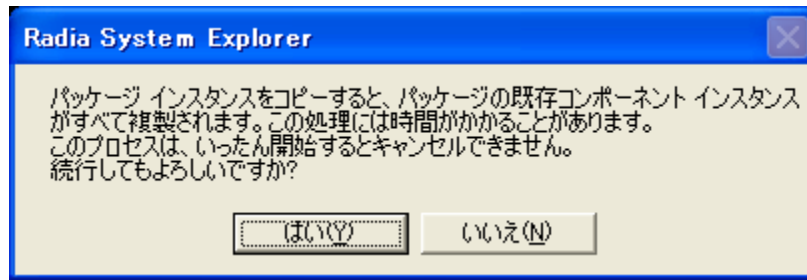 Radia System Explorer
パッケージ インスタンスをコピーすると、パッケージの既存コンポーネント インスタンス
がすべて複製されます。この処理には時間がかかることがあります。
このプロセスは、いったん開始するとキャンセルできません。
続行してもよろしいですか?
はい(Y) いいえ(N)